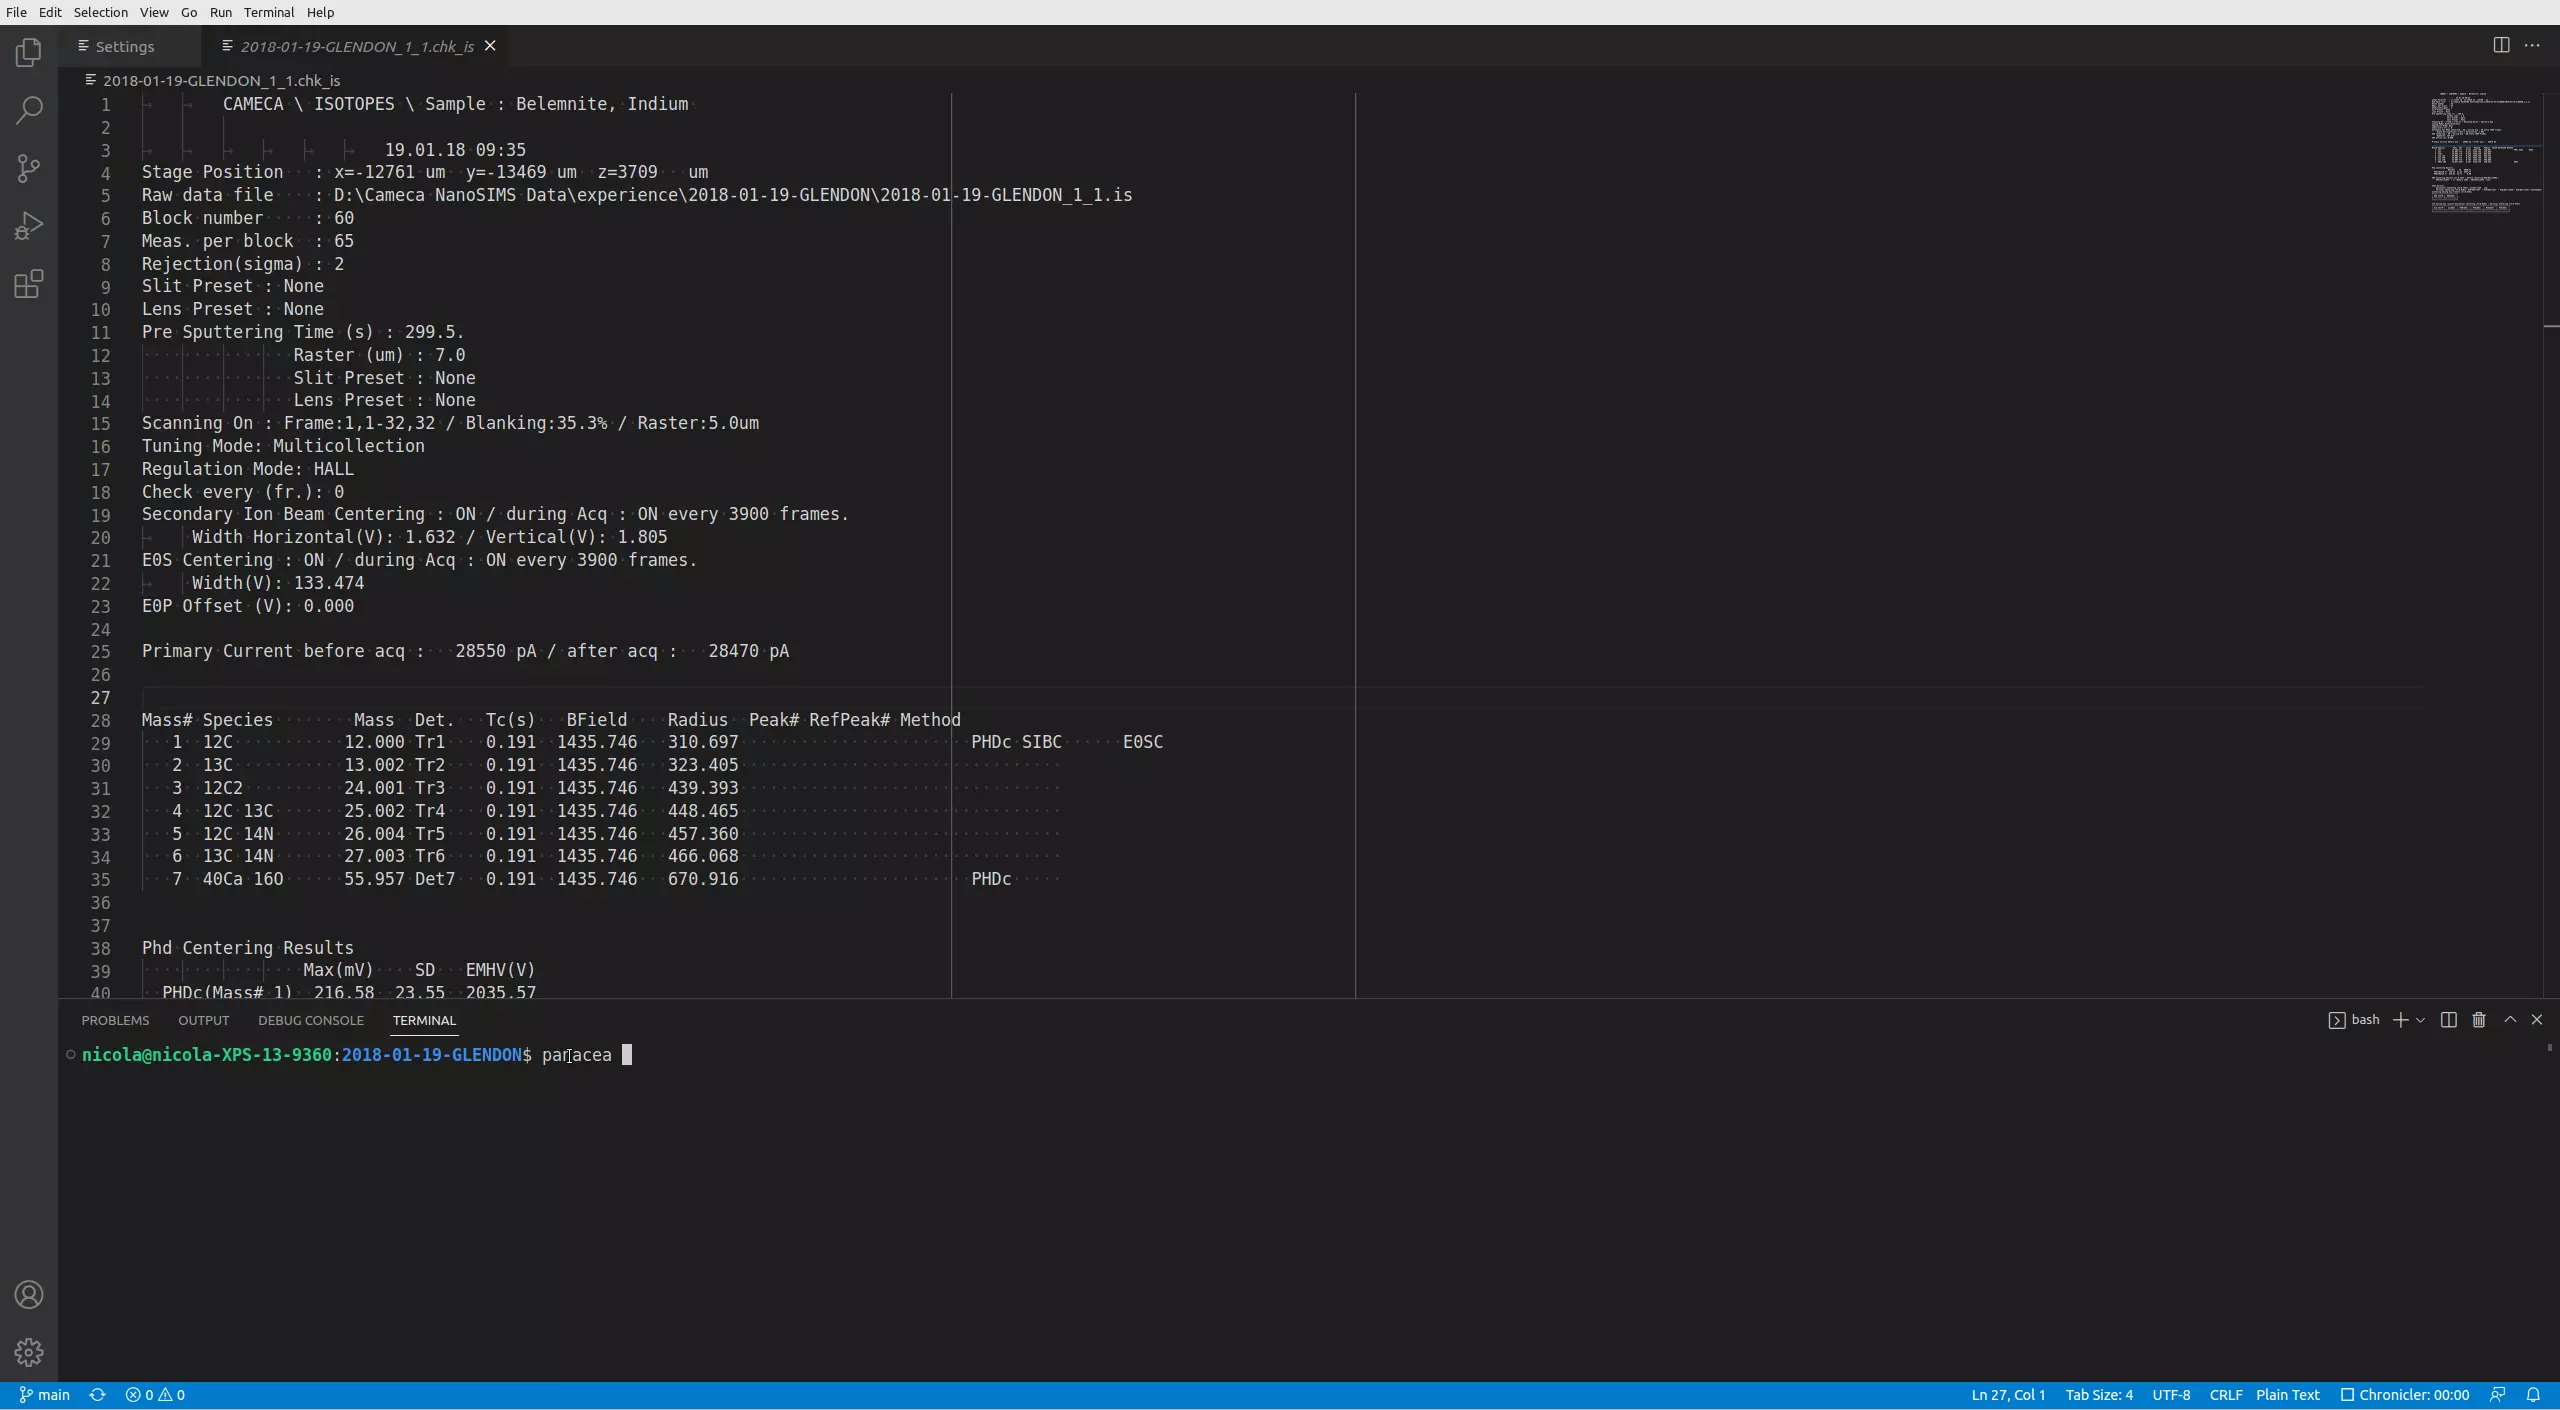 File Edit Selection View Go Run Terminal Help
Settings 2018-01-19-GLENDON_1_1.chk_is
2018-01-19-GLENDON_1_1.chk_is
1 CAMECA \ ISOTOPES \ Sample : Belemnite, Indium
2
3 19.01.18 09:35
4 Stage Position : x=-12761 um y=-13469 um z=3709 um
5 Raw data file : D:\Cameca NanoSIMS Data\experience\2018-01-19-GLENDON\2018-01-19-GLENDON_1_1.is
6 Block number : 60
7 Meas. per block : 65
8 Rejection(sigma) : 2
9 Slit Preset : None
10 Lens Preset : None
11 Pre Sputtering Time (s) : 299.5.
12 Raster (um) : 7.0
13 Slit Preset : None
14 Lens Preset : None
15 Scanning On : Frame:1,1-32,32 / Blanking:35.3% / Raster:5.0um
16 Tuning Mode: Multicollection
17 Regulation Mode: HALL
18 Check every (fr.): 0
19 Secondary Ion Beam Centering : ON / during Acq : ON every 3900 frames.
20 Width Horizontal(V): 1.632 / Vertical(V): 1.805
21 E0S Centering : ON / during Acq : ON every 3900 frames.
22 Width(V): 133.474
23 E0P Offset (V): 0.000
24
25 Primary Current before acq : 28550 pA / after acq : 28470 pA
26
27
28 Mass# Species Mass Det. Tc(s) BField Radius Peak# RefPeak# Method
29 1 12C 12.000 Tr1 0.191 1435.746 310.697 PHDc SIBC E0SC
30 2 13C 13.002 Tr2 0.191 1435.746 323.405
31 3 12C2 24.001 Tr3 0.191 1435.746 439.393
32 4 12C 13C 25.002 Tr4 0.191 1435.746 448.465
33 5 12C 14N 26.004 Tr5 0.191 1435.746 457.360
34 6 13C 14N 27.003 Tr6 0.191 1435.746 466.068
35 7 40Ca 16O 55.957 Det7 0.191 1435.746 670.916 PHDc
36
37
38 Phd Centering Results
39 Max(mV) SD EMHV(V)
40 PHDc(Mass# 1) 216.58 23.55 2035.57
PROBLEMS OUTPUT DEBUG CONSOLE TERMINAL bash
nicola@nicola-XPS-13-9360:2018-01-19-GLENDON$ panacea
main 0 0 Ln 27, Col 1 Tab Size: 4 UTF-8 CRLF Plain Text Chronicler: 00:00